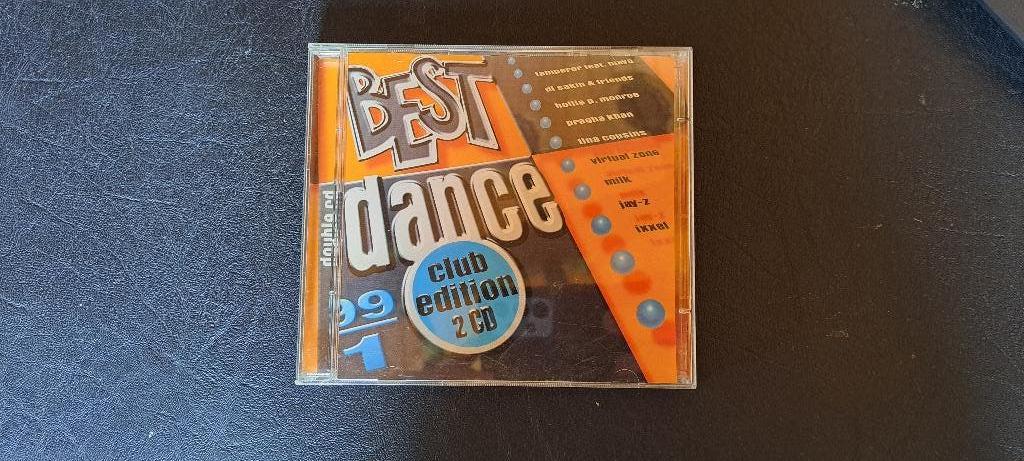 BEST
dance
double cd
club
edition
2 CD
99
1
tamperer feat. maya
dj sakin & friends
hollis p. monroe
pragha khan
tina cousins
virtual zone
milk
jay-z
ixxel